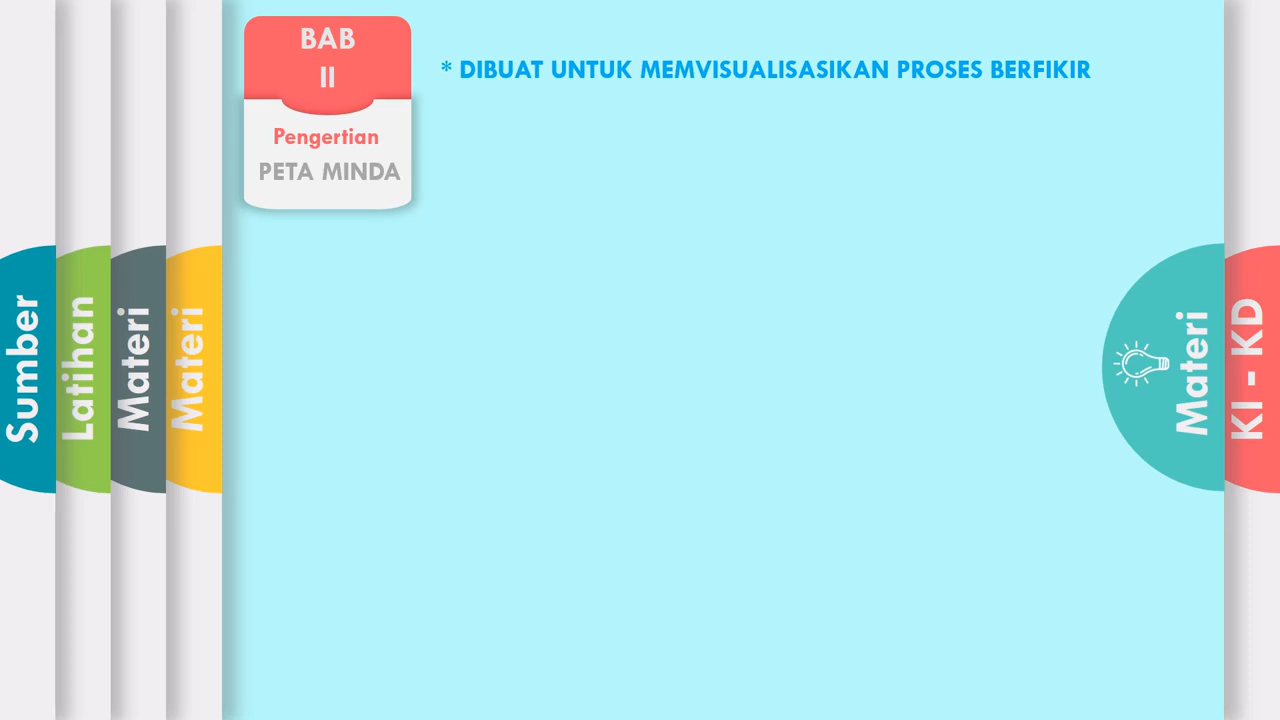 BAB
II
Pengertian
PETA MINDA
* DIBUAT UNTUK MEMVISUALISASIKAN PROSES BERFIKIR
Sumber
Latihan
Materi
Materi
Materi
KI - KD